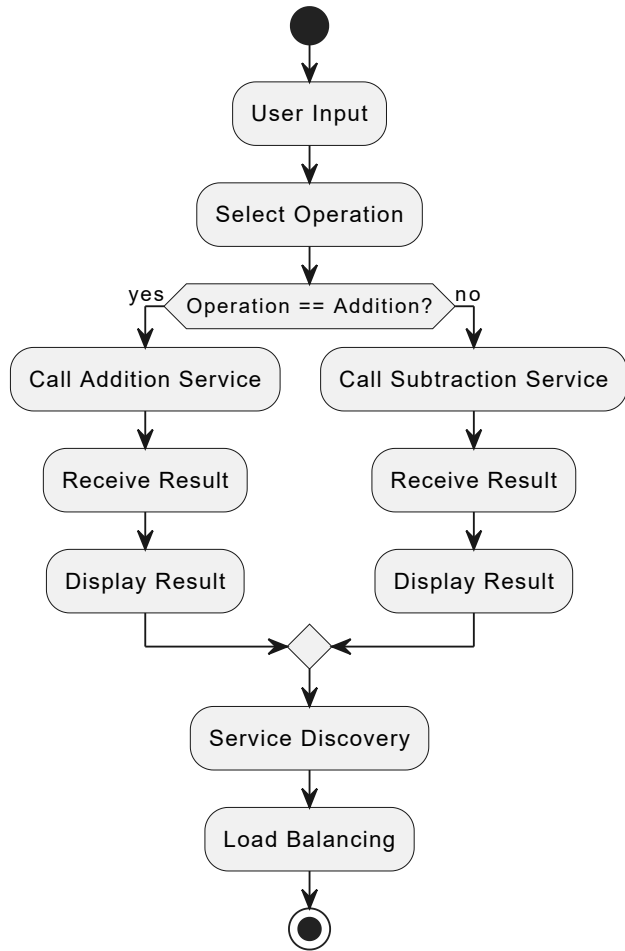 User Input
Select Operation
yes
Operation == Addition?
no
Call Addition Service
Call Subtraction Service
Receive Result
Receive Result
Display Result
Display Result
Service Discovery
Load Balancing